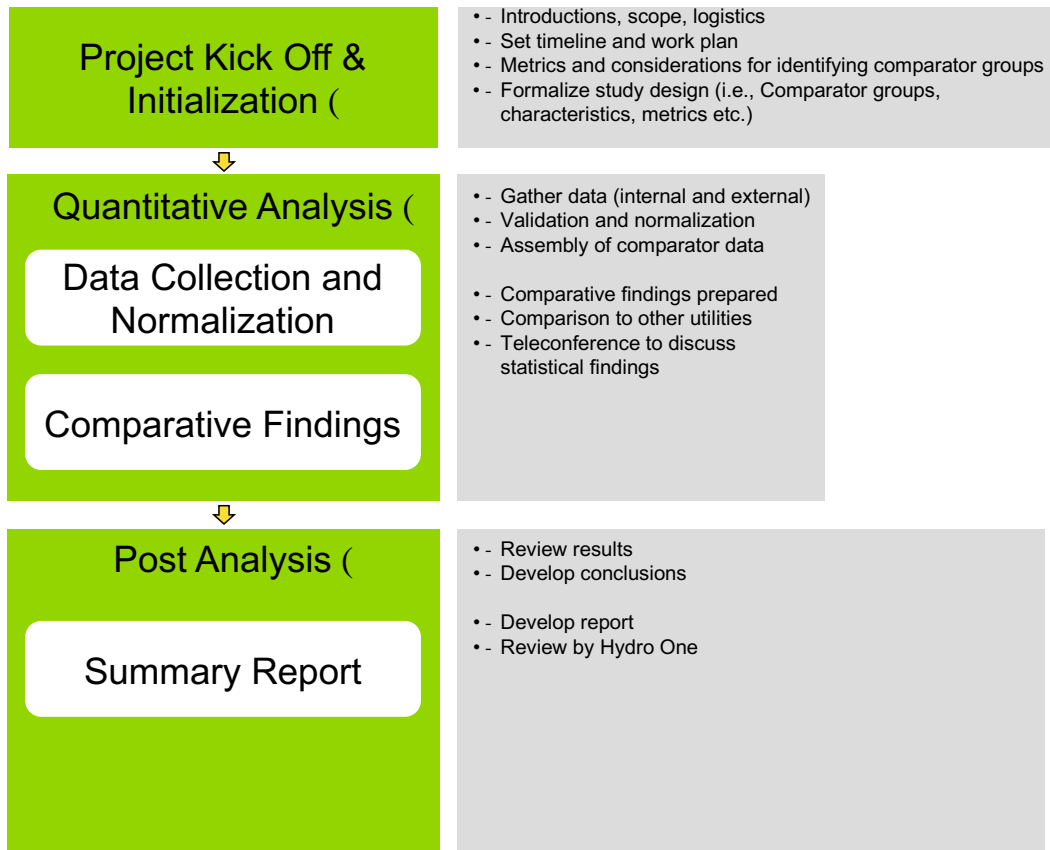 Project Kick Off &
Initialization (
• - Introductions, scope, logistics
• - Set timeline and work plan
• - Metrics and considerations for identifying comparator groups
• - Formalize study design (i.e., Comparator groups,
characteristics, metrics etc.)
Quantitative Analysis (
Data Collection and
Normalization
Comparative Findings
• - Gather data (internal and external)
• - Validation and normalization
• - Assembly of comparator data
• - Comparative findings prepared
• - Comparison to other utilities
• - Teleconference to discuss
statistical findings
Post Analysis (
Summary Report
• - Review results
• - Develop conclusions
• - Develop report
• - Review by Hydro One